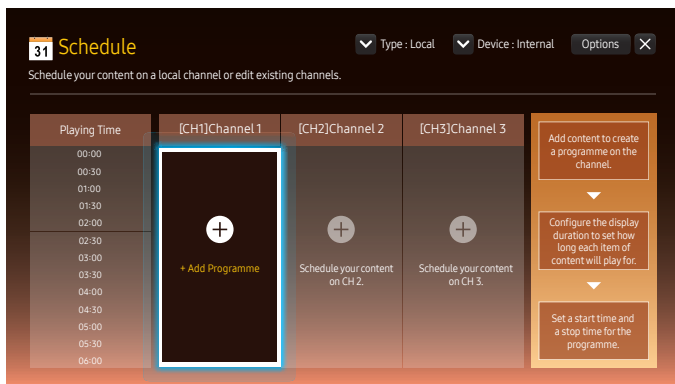 31 Schedule
Type : Local
Device : Internal
Options
Schedule your content on a local channel or edit existing channels.
Playing Time
[CH1]Channel 1
[CH2]Channel 2
[CH3]Channel 3
00:00
00:30
01:00
01:30
02:00
02:30
03:00
03:30
04:00
04:30
05:00
05:30
06:00
+ Add Programme
Schedule your content
on CH 2.
Schedule your content
on CH 3.
Add content to create
a programme on the
channel.
Configure the display
duration to set how
long each item of
content will play for.
Set a start time and
a stop time for the
programme.